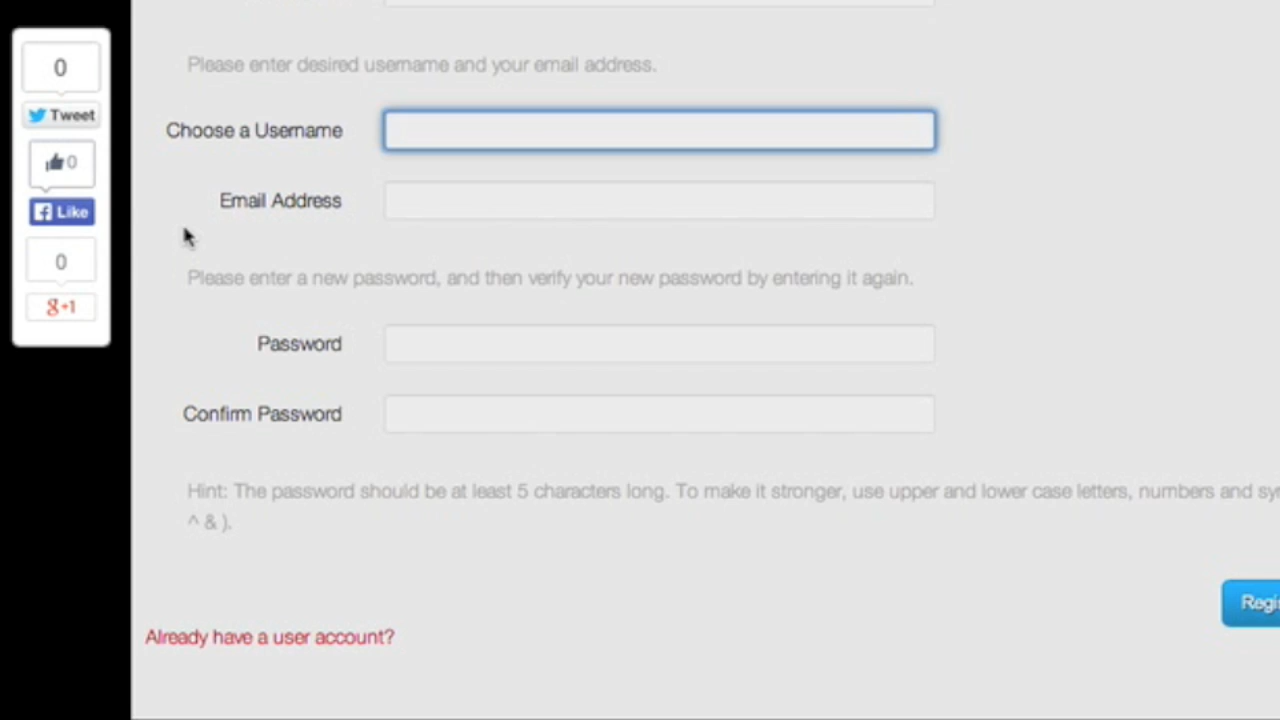 0
Tweet
0
Like
0
g+1
Please enter desired username and your email address.
Choose a Username
Email Address
Please enter a new password, and then verify your new password by entering it again.
Password
Confirm Password
Hint: The password should be at least 5 characters long. To make it stronger, use upper and lower case letters, numbers and
^ & ).
Already have a user account?